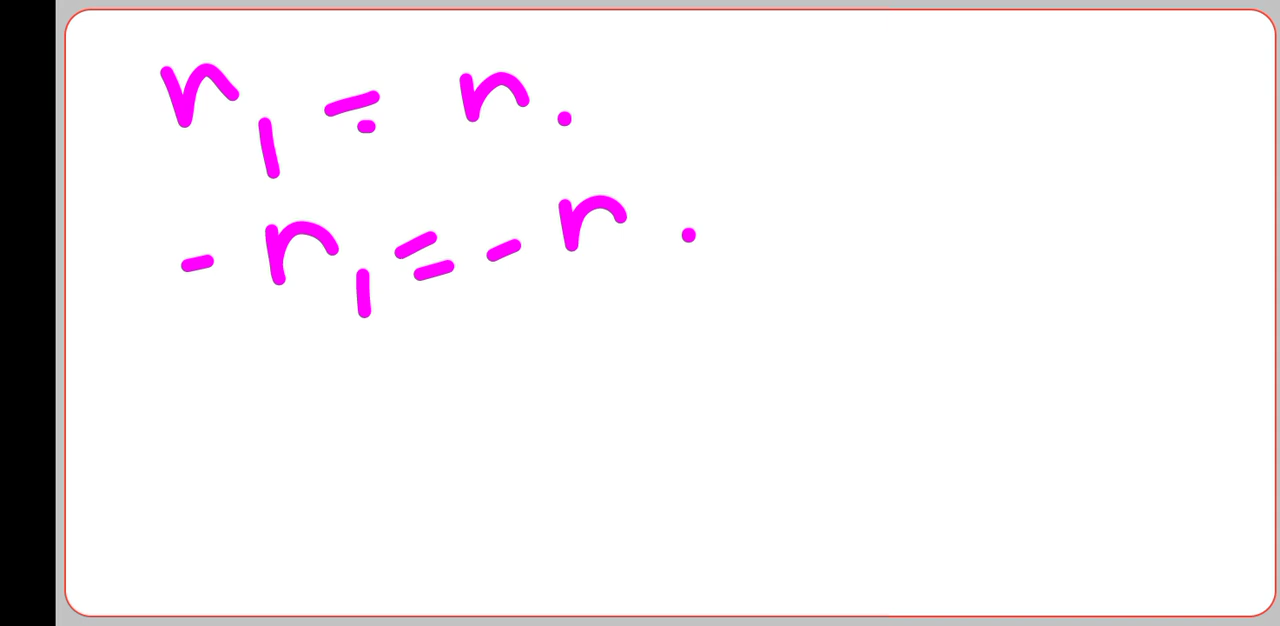 r₁ = r.
- r₁ = - r .